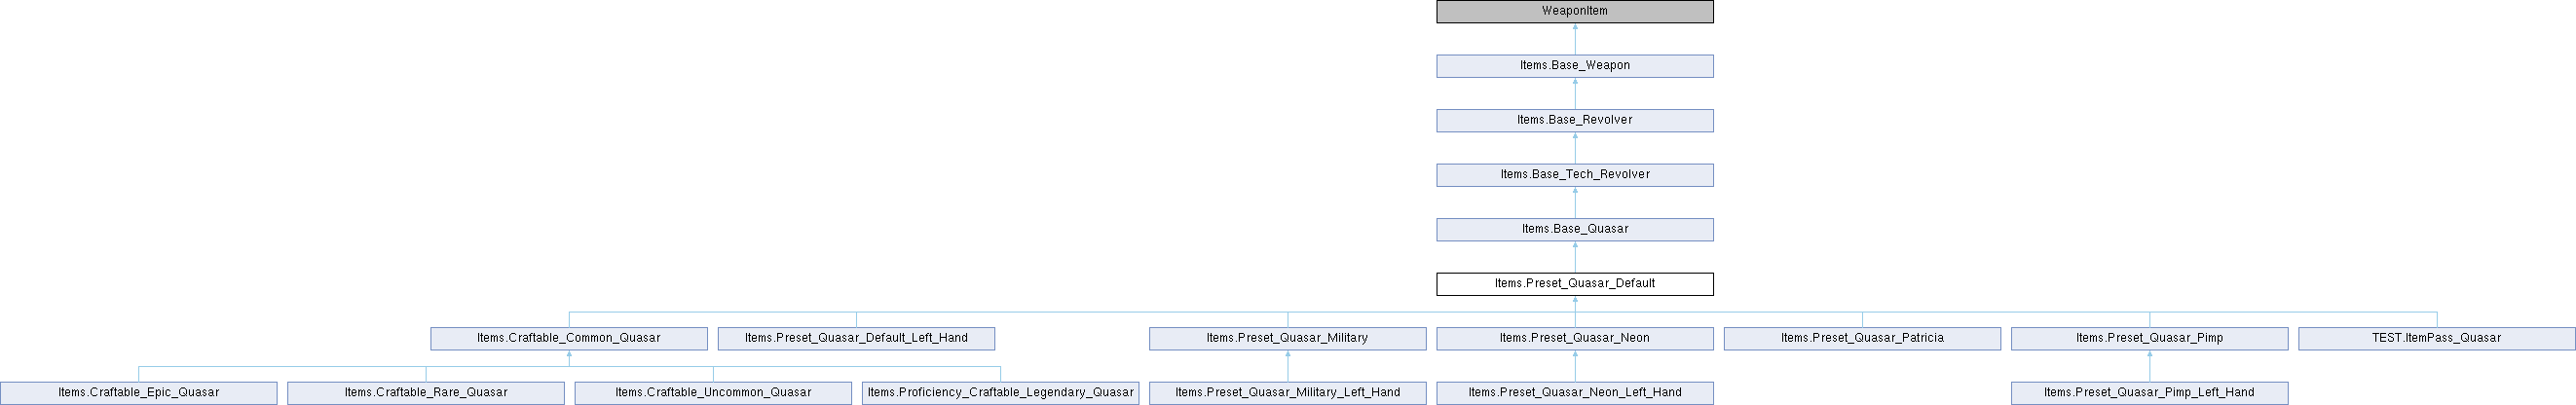 WeaponItem
Items.Base_Weapon
Items.Base_Revolver
Items.Base_Tech_Revolver
Items.Base_Quasar
Items.Preset_Quasar_Default
Items.Craftable_Common_Quasar
Items.Preset_Quasar_Default_Left_Hand
Items.Preset_Quasar_Military
Items.Preset_Quasar_Neon
Items.Preset_Quasar_Patricia
Items.Preset_Quasar_Pimp
TEST.ItemPass_Quasar
Items.Craftable_Epic_Quasar
Items.Craftable_Rare_Quasar
Items.Craftable_Uncommon_Quasar
Items.Proficiency_Craftable_Legendary_Quasar
Items.Preset_Quasar_Military_Left_Hand
Items.Preset_Quasar_Neon_Left_Hand
Items.Preset_Quasar_Pimp_Left_Hand